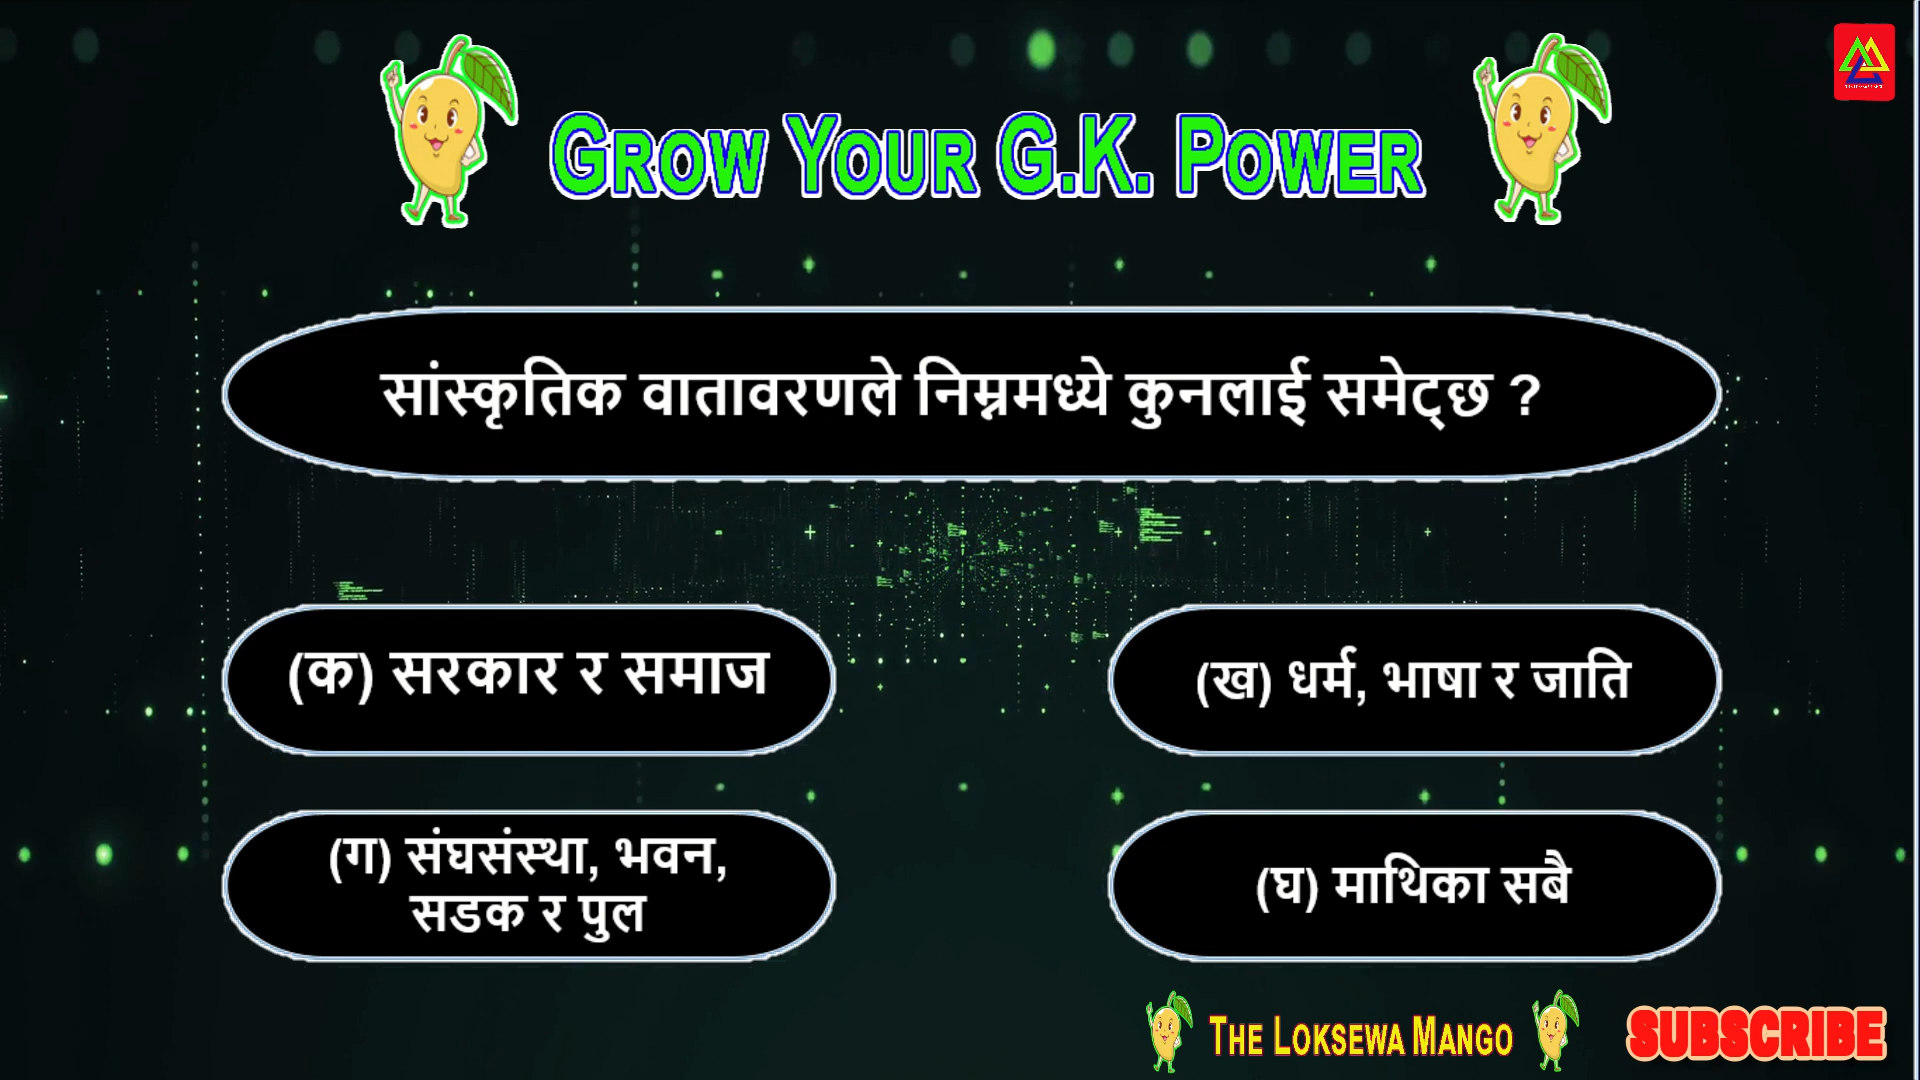 GROW YOUR G.K. POWER
सांस्कृतिक वातावरणले निम्नमध्ये कुनलाई समेट्छ ?
(क) सरकार र समाज
(ख) धर्म, भाषा र जाति
(ग) संघसंस्था, भवन,
सडक र पुल
(घ) माथिका सबै
THE LOKSEWA MANGO
SUBSCRIBE